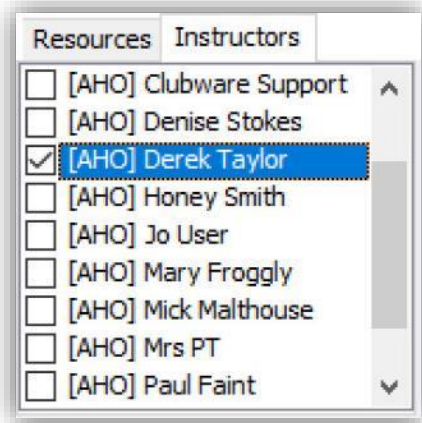 Resources Instructors
[AHO] Clubware Support
[AHO] Denise Stokes
[AHO] Derek Taylor
[AHO] Honey Smith
[AHO] Jo User
[AHO] Mary Froggly
[AHO] Mick Malthouse
[AHO] Mrs PT
[AHO] Paul Faint